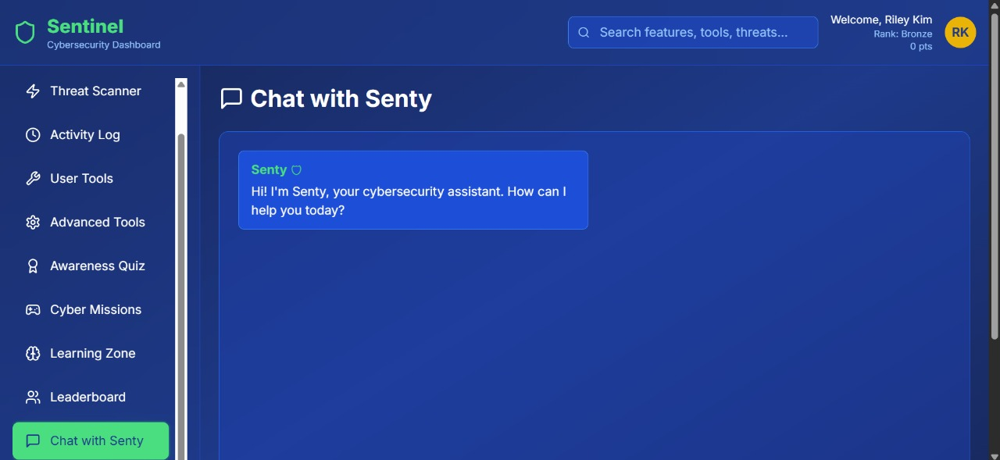 Sentinel
Cybersecurity Dashboard
Search features, tools, threats...
Welcome, Riley Kim
Rank: Bronze
0 pts
RK
Threat Scanner
Activity Log
User Tools
Advanced Tools
Awareness Quiz
Cyber Missions
Learning Zone
Leaderboard
Chat with Senty
Chat with Senty
Senty
Hi! I'm Senty, your cybersecurity assistant. How can I
help you today?